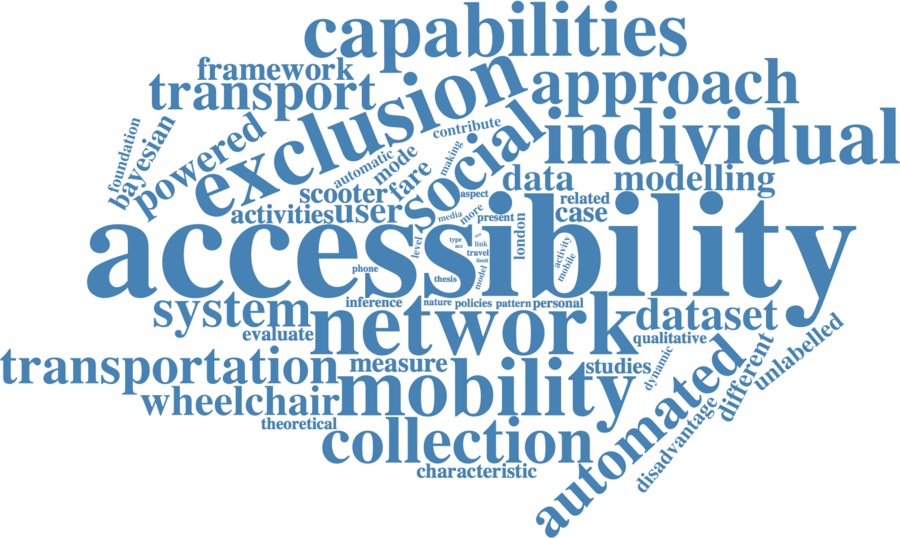 capabilities
framework
transport
exclusion
approach
foundation
bayesian
powered
contribute
social
individual
making
automatic
mode
fare
scooter
data
modelling
aspect
activities
user
media
more
present
related
case
london
level
accessibility
type
acc
link
travel
limit
activity
mobile
phone
thesis
model
system
inference
nature
policies
pattern
personal
evaluate
network
dataset
qualitative
transportation
measure
studies
dynamic
different
unlabelled
wheelchair
mobility
automated
disadvantage
theoretical
collection
characteristic